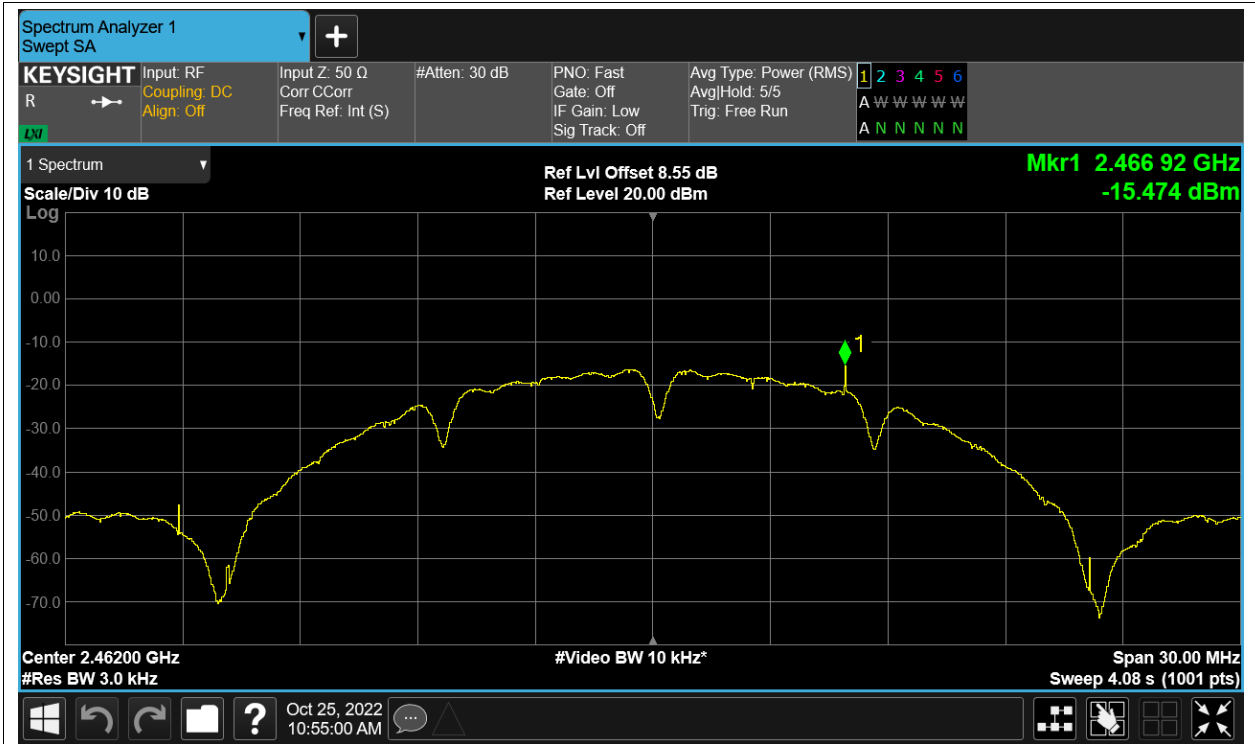 Spectrum Analyzer 1
Swept SA
+
KEYSIGHT
R
LXI
Input: RF
Coupling: DC
Align: Off
Input Z: 50 Ω
Corr CCorr
Freq Ref: Int (S)
#Atten: 30 dB
PNO: Fast
Gate: Off
IF Gain: Low
Sig Track: Off
Avg Type: Power (RMS)
Avg|Hold: 5/5
Trig: Free Run
1 2 3 4 5 6
A W W W W W
A N N N N N
1 Spectrum
Scale/Div 10 dB
Log
Ref Lvl Offset 8.55 dB
Ref Level 20.00 dBm
Mkr1 2.466 92 GHz
-15.474 dBm
10.0
0.00
-10.0
1
-20.0
-30.0
-40.0
-50.0
-60.0
-70.0
Center 2.46200 GHz
#Video BW 10 kHz*
Span 30.00 MHz
#Res BW 3.0 kHz
Sweep 4.08 s (1001 pts)
?
Oct 25, 2022
10:55:00 AM